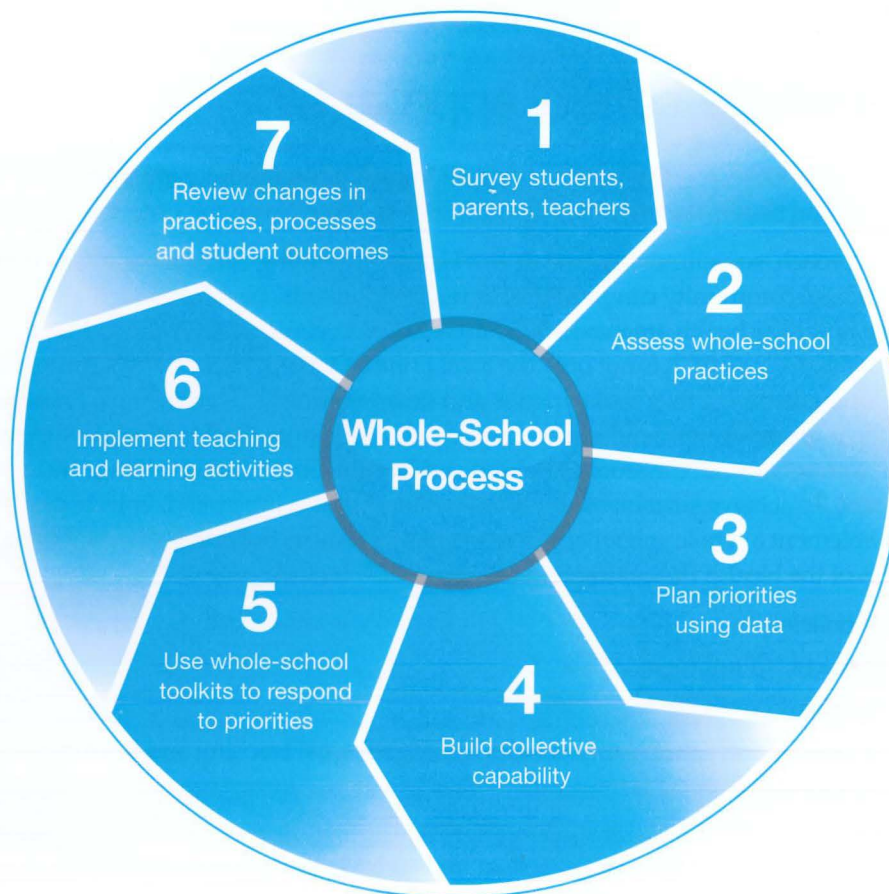 1
Survey students,
parents, teachers
2
Assess whole-school
practices
3
Plan priorities
using data
4
Build collective
capability
5
Use whole-school
toolkits to respond
to priorities
6
Implement teaching
and learning activities
7
Review changes in
practices, processes
and student outcomes
Whole-School
Process